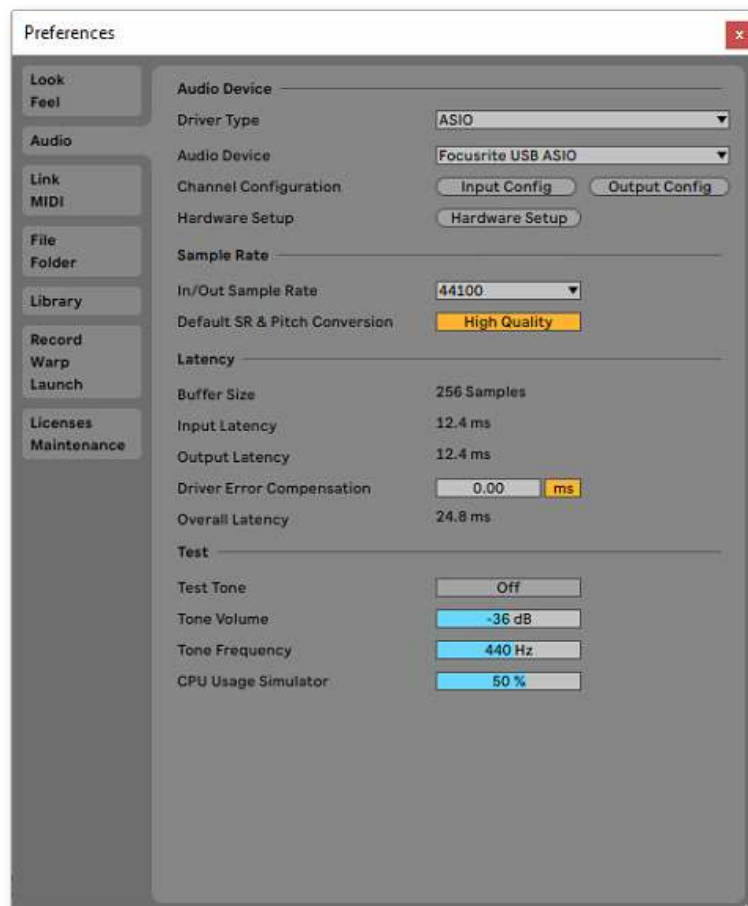 Preferences
x
Look
Feel
Audio
Link
MIDI
File
Folder
Library
Record
Warp
Launch
Licenses
Maintenance
Audio Device
Driver Type ASIO
Audio Device Focusrite USB ASIO
Channel Configuration Input Config Output Config
Hardware Setup Hardware Setup
Sample Rate
In/Out Sample Rate 44100
Default SR & Pitch Conversion High Quality
Latency
Buffer Size 256 Samples
Input Latency 12.4 ms
Output Latency 12.4 ms
Driver Error Compensation 0.00 ms
Overall Latency 24.8 ms
Test
Test Tone Off
Tone Volume -36 dB
Tone Frequency 440 Hz
CPU Usage Simulator 50 %